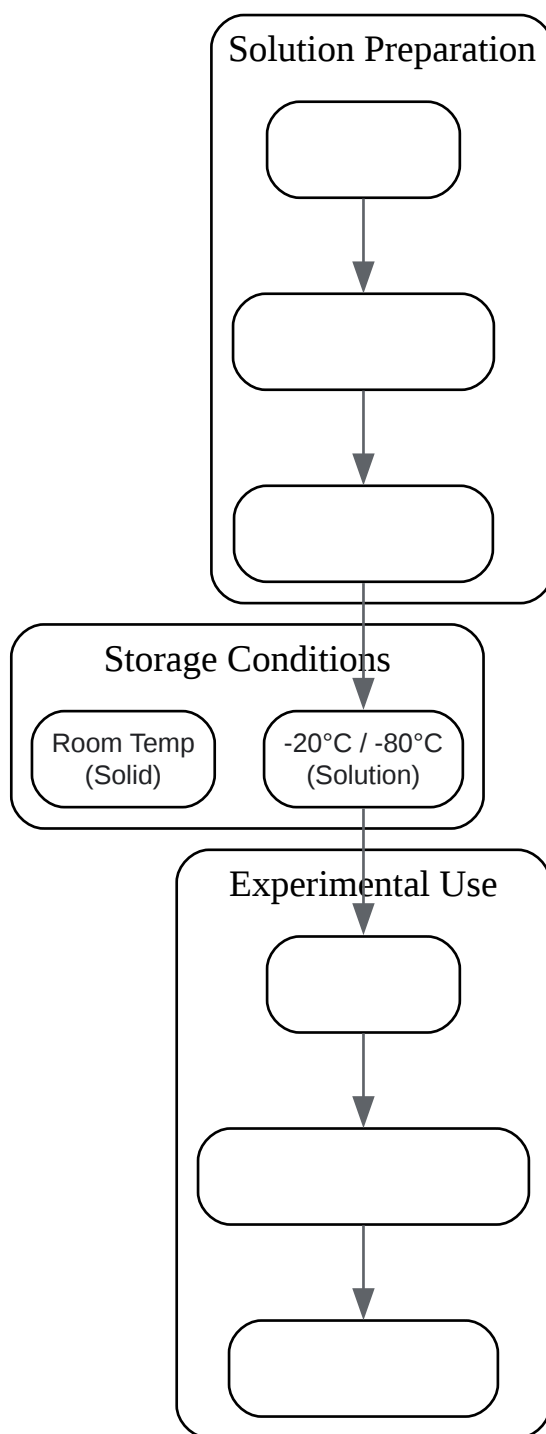 Solution Preparation
Storage Conditions
Room Temp
(Solid)
-20°C / -80°C
(Solution)
Experimental Use